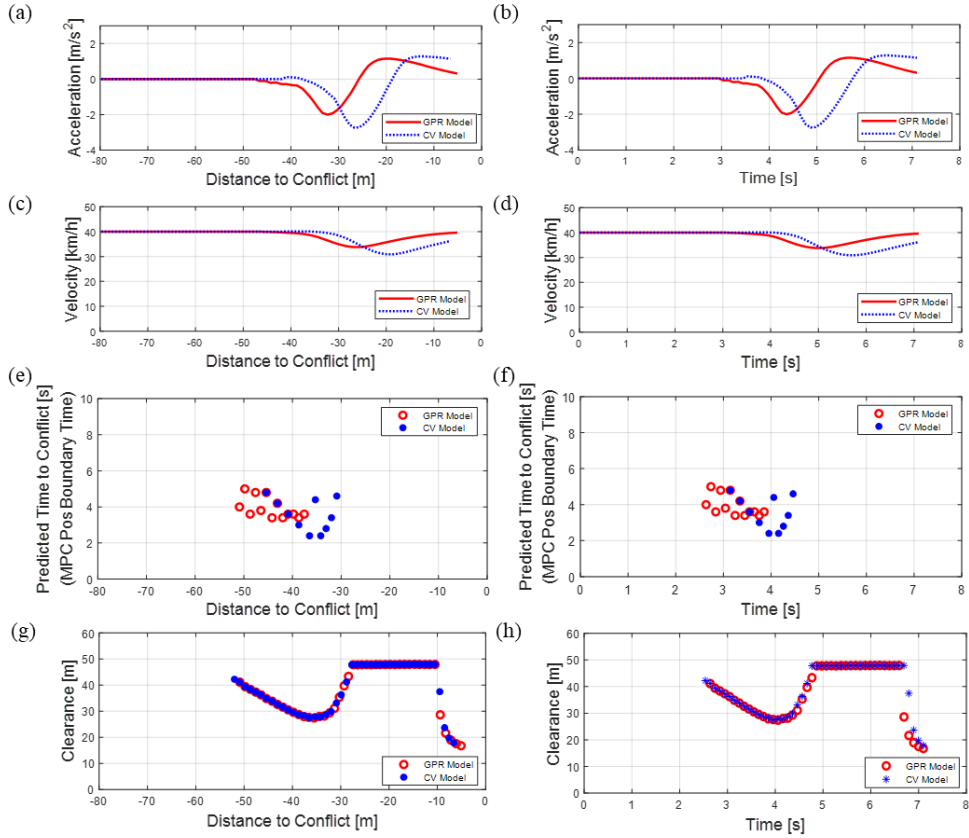 (a)
Acceleration [m/s²]
2
0
-2
-4
GPR Model
CV Model
-80 -70 -60 -50 -40 -30 -20 -10 0
Distance to Conflict [m]
(b)
Acceleration [m/s²]
2
0
-2
-4
GPR Model
CV Model
0 1 2 3 4 5 6 7 8
Time [s]
(c)
Velocity [km/h]
50
40
30
20
10
0
GPR Model
CV Model
-80 -70 -60 -50 -40 -30 -20 -10 0
Distance to Conflict [m]
(d)
Velocity [km/h]
50
40
30
20
10
0
GPR Model
CV Model
0 1 2 3 4 5 6 7 8
Time [s]
(e)
Predicted Time to Conflict [s]
(MPC Pos Boundary Time)
10
8
6
4
2
0
GPR Model
CV Model
-80 -70 -60 -50 -40 -30 -20 -10 0
Distance to Conflict [m]
(f)
Predicted Time to Conflict [s]
(MPC Pos Boundary Time)
10
8
6
4
2
0
GPR Model
CV Model
0 1 2 3 4 5 6 7 8
Time [s]
(g)
Clearance [m]
60
50
40
30
20
10
0
GPR Model
CV Model
-80 -70 -60 -50 -40 -30 -20 -10 0
Distance to Conflict [m]
(h)
Clearance [m]
60
50
40
30
20
10
0
GPR Model
CV Model
0 1 2 3 4 5 6 7 8
Time [s]